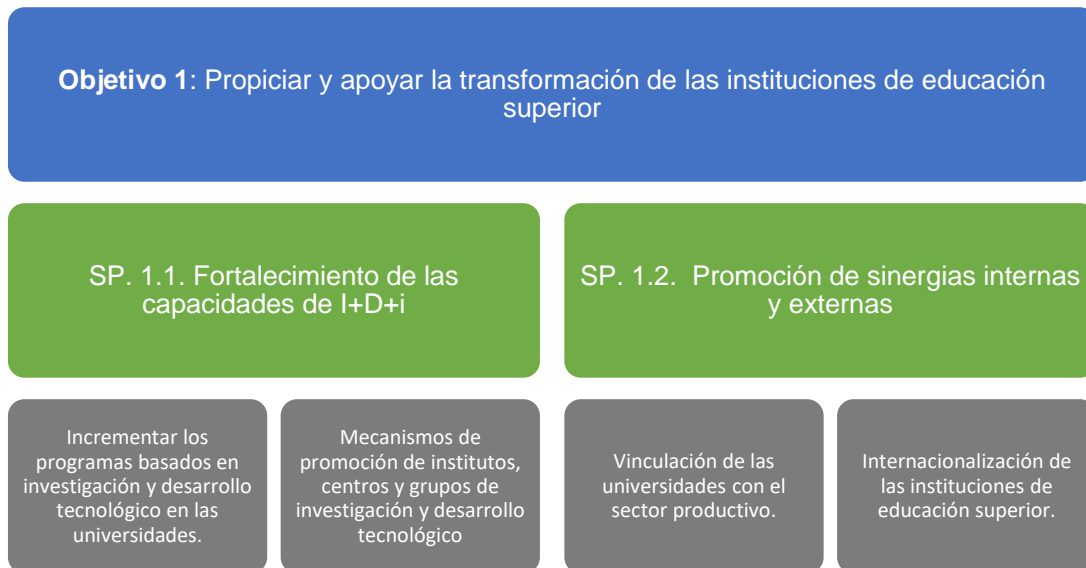 Objetivo 1: Propiciar y apoyar la transformación de las instituciones de educación
superior
SP. 1.1. Fortalecimiento de las
capacidades de I+D+i
SP. 1.2. Promoción de sinergias internas
y externas
Incrementar los
programas basados en
investigación y desarrollo
tecnológico en las
universidades.
Mecanismos de
promoción de institutos,
centros y grupos de
investigación y desarrollo
tecnológico
Vinculación de las
universidades con el
sector productivo.
Internacionalización de
las instituciones de
educación superior.